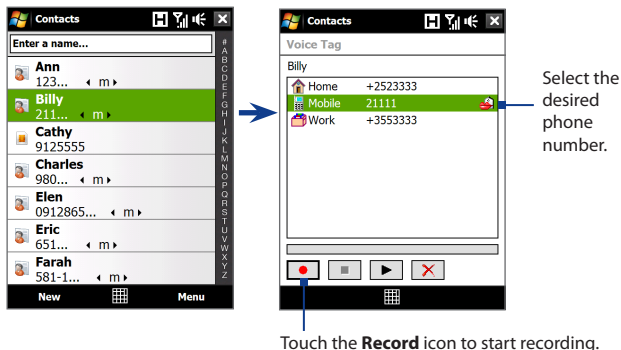 Contacts
Enter a name...
Ann
123... m
Billy
211... m
Cathy
9125555
Charles
980... m
Elen
0912865... m
Eric
651... m
Farah
581-1... m
#
A
B
C
D
E
F
G
H
I
J
K
L
M
N
O
P
Q
R
S
T
U
V
W
X
Y
Z
New Menu
Contacts
Voice Tag
Billy
Home +2523333
Mobile 21111
Work +3553333
Select the
desired
phone
number.
Touch the Record icon to start recording.